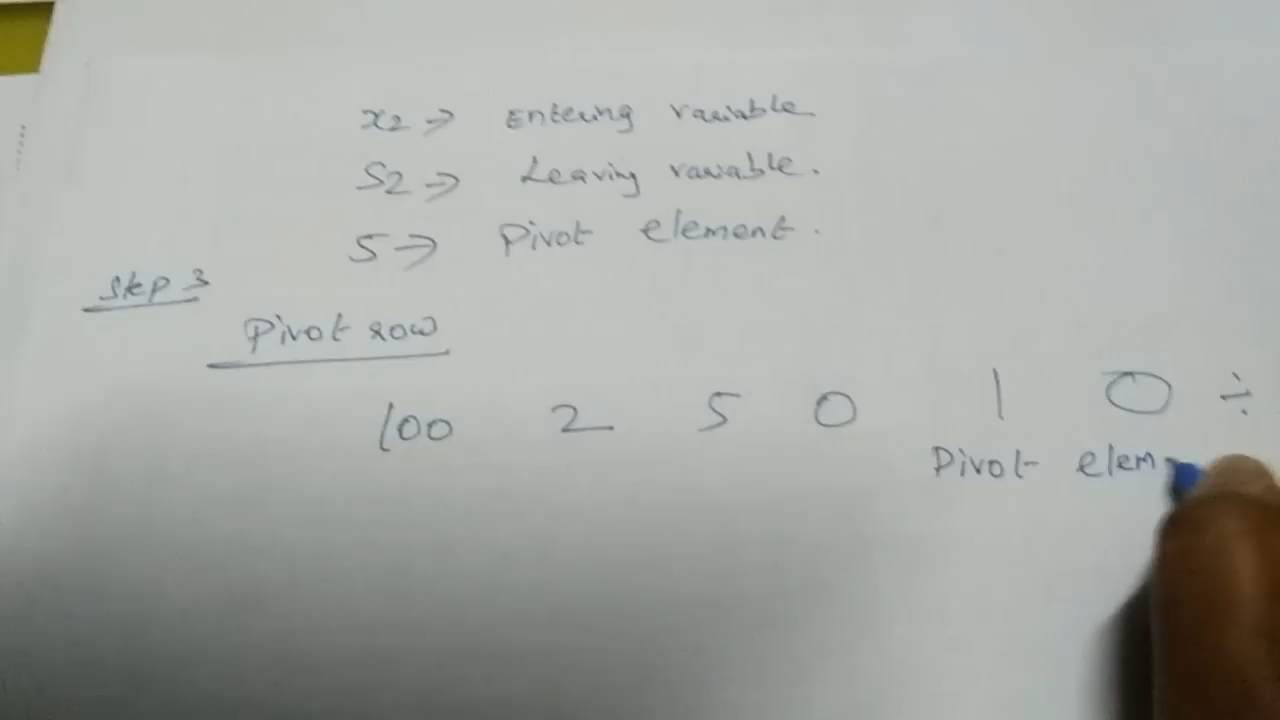 x2 → Entering variable
S2 → Leaving variable.
5 → Pivot element.
Step 3
Pivot row
100 2 5 0 1 0 ÷
Pivot elem